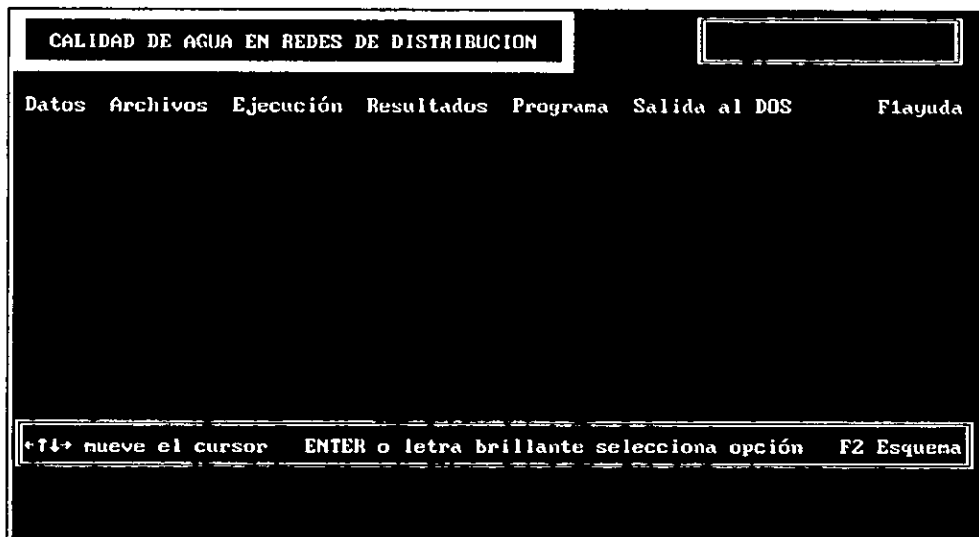 CALIDAD DE AGUA EN REDES DE DISTRIBUCION
Datos Archivos Ejecución Resultados Programa Salida al DOS F1ayuda
←↑↓→ mueve el cursor ENTER o letra brillante selecciona opción F2 Esquema